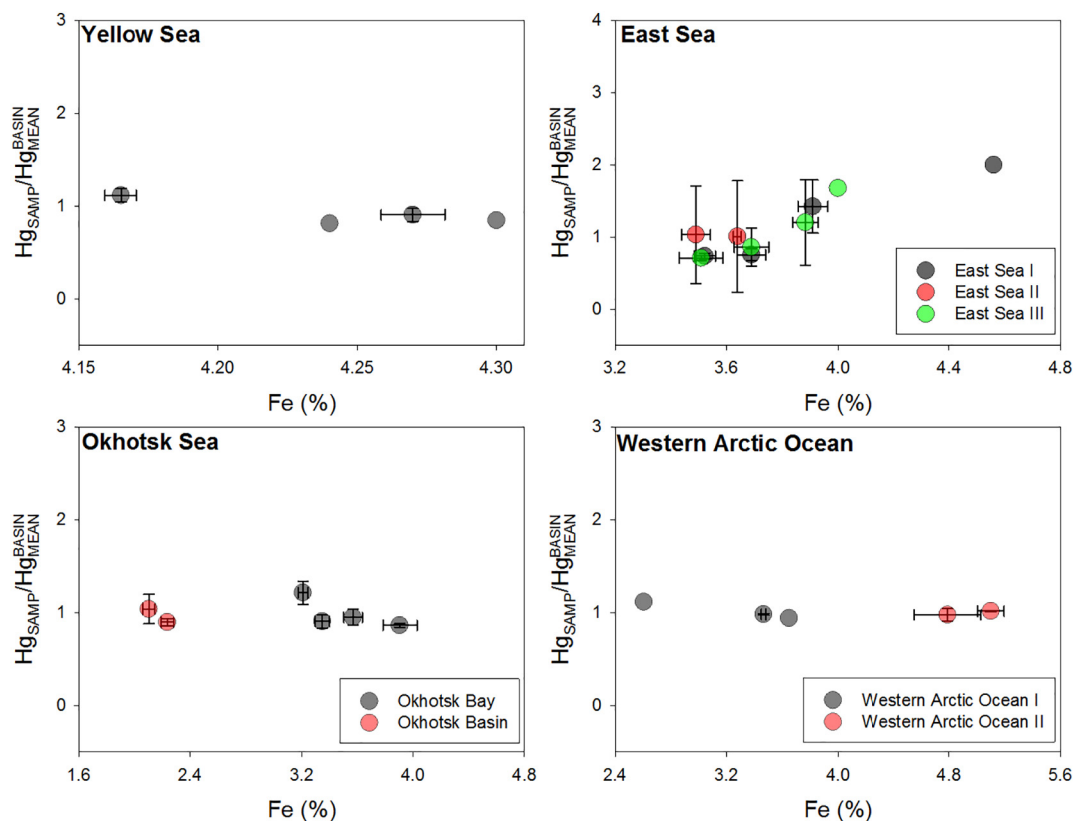 Yellow Sea
3
2
1
0
Hg_SAMP/Hg_MEAN^BASIN
4.15 4.20 4.25 4.30
Fe (%)
East Sea
4
3
2
1
0
Hg_SAMP/Hg_MEAN^BASIN
East Sea I
East Sea II
East Sea III
3.2 3.6 4.0 4.4 4.8
Fe (%)
Okhotsk Sea
3
2
1
0
Hg_SAMP/Hg_MEAN^BASIN
Okhotsk Bay
Okhotsk Basin
1.6 2.4 3.2 4.0 4.8
Fe (%)
Western Arctic Ocean
3
2
1
0
Hg_SAMP/Hg_MEAN^BASIN
Western Arctic Ocean I
Western Arctic Ocean II
2.4 3.2 4.0 4.8 5.6
Fe (%)